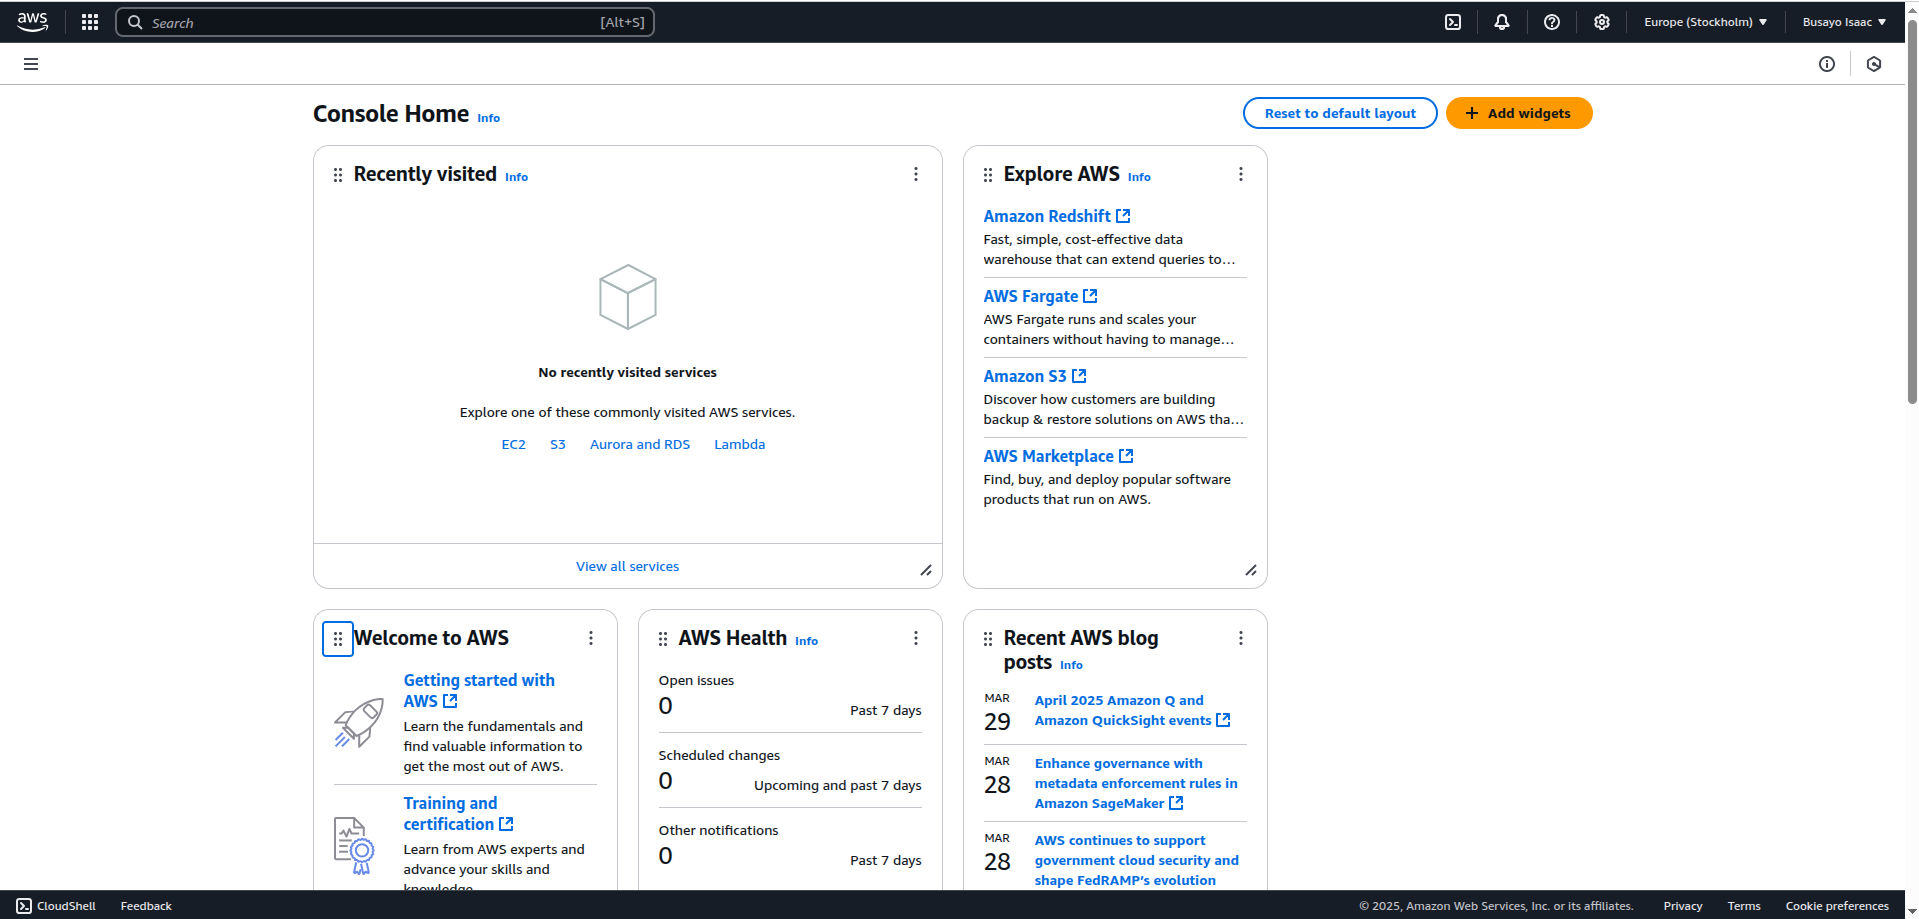 aws
Search
[Alt+S]
Europe (Stockholm)
Busayo Isaac
Console Home Info
Reset to default layout
Add widgets
Recently visited Info
No recently visited services
Explore one of these commonly visited AWS services.
EC2 S3 Aurora and RDS Lambda
View all services
Explore AWS Info
Amazon Redshift
Fast, simple, cost-effective data
warehouse that can extend queries to…
AWS Fargate
AWS Fargate runs and scales your
containers without having to manage…
Amazon S3
Discover how customers are building
backup & restore solutions on AWS tha…
AWS Marketplace
Find, buy, and deploy popular software
products that run on AWS.
Welcome to AWS
Getting started with
AWS
Learn the fundamentals and
find valuable information to
get the most out of AWS.
Training and
certification
Learn from AWS experts and
advance your skills and
knowledge.
AWS Health Info
Open issues
0 Past 7 days
Scheduled changes
0 Upcoming and past 7 days
Other notifications
0 Past 7 days
Recent AWS blog
posts Info
MAR
29
April 2025 Amazon Q and
Amazon QuickSight events
MAR
28
Enhance governance with
metadata enforcement rules in
Amazon SageMaker
MAR
28
AWS continues to support
government cloud security and
shape FedRAMP's evolution
CloudShell
Feedback
© 2025, Amazon Web Services, Inc. or its affiliates.
Privacy
Terms
Cookie preferences